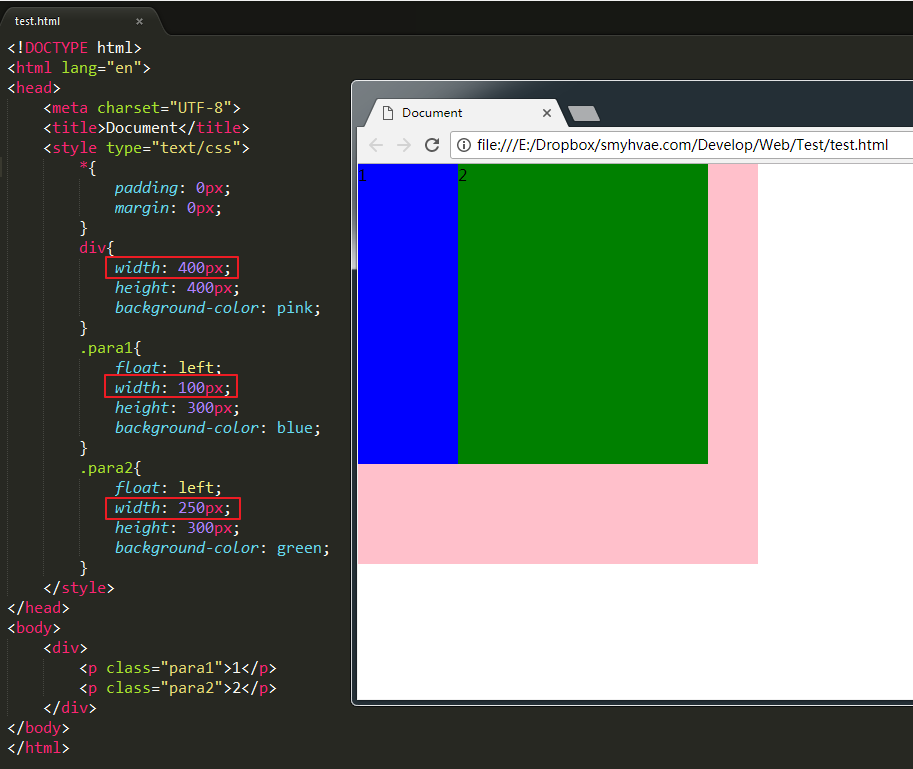 test.html ×
<!DOCTYPE html>
<html lang="en">
<head>
    <meta charset="UTF-8">
    <title>Document</title>
    <style type="text/css">
        *{
            padding: 0px;
            margin: 0px;
        }
        div{
            width: 400px;
            height: 400px;
            background-color: pink;
        }
        .para1{
            float: left;
            width: 100px;
            height: 300px;
            background-color: blue;
        }
        .para2{
            float: left;
            width: 250px;
            height: 300px;
            background-color: green;
        }
    </style>
</head>
<body>
    <div>
        <p class="para1">1</p>
        <p class="para2">2</p>
    </div>
</body>
</html>
Document ×
file:///E:/Dropbox/smyhvae.com/Develop/Web/Test/test.html
1 2